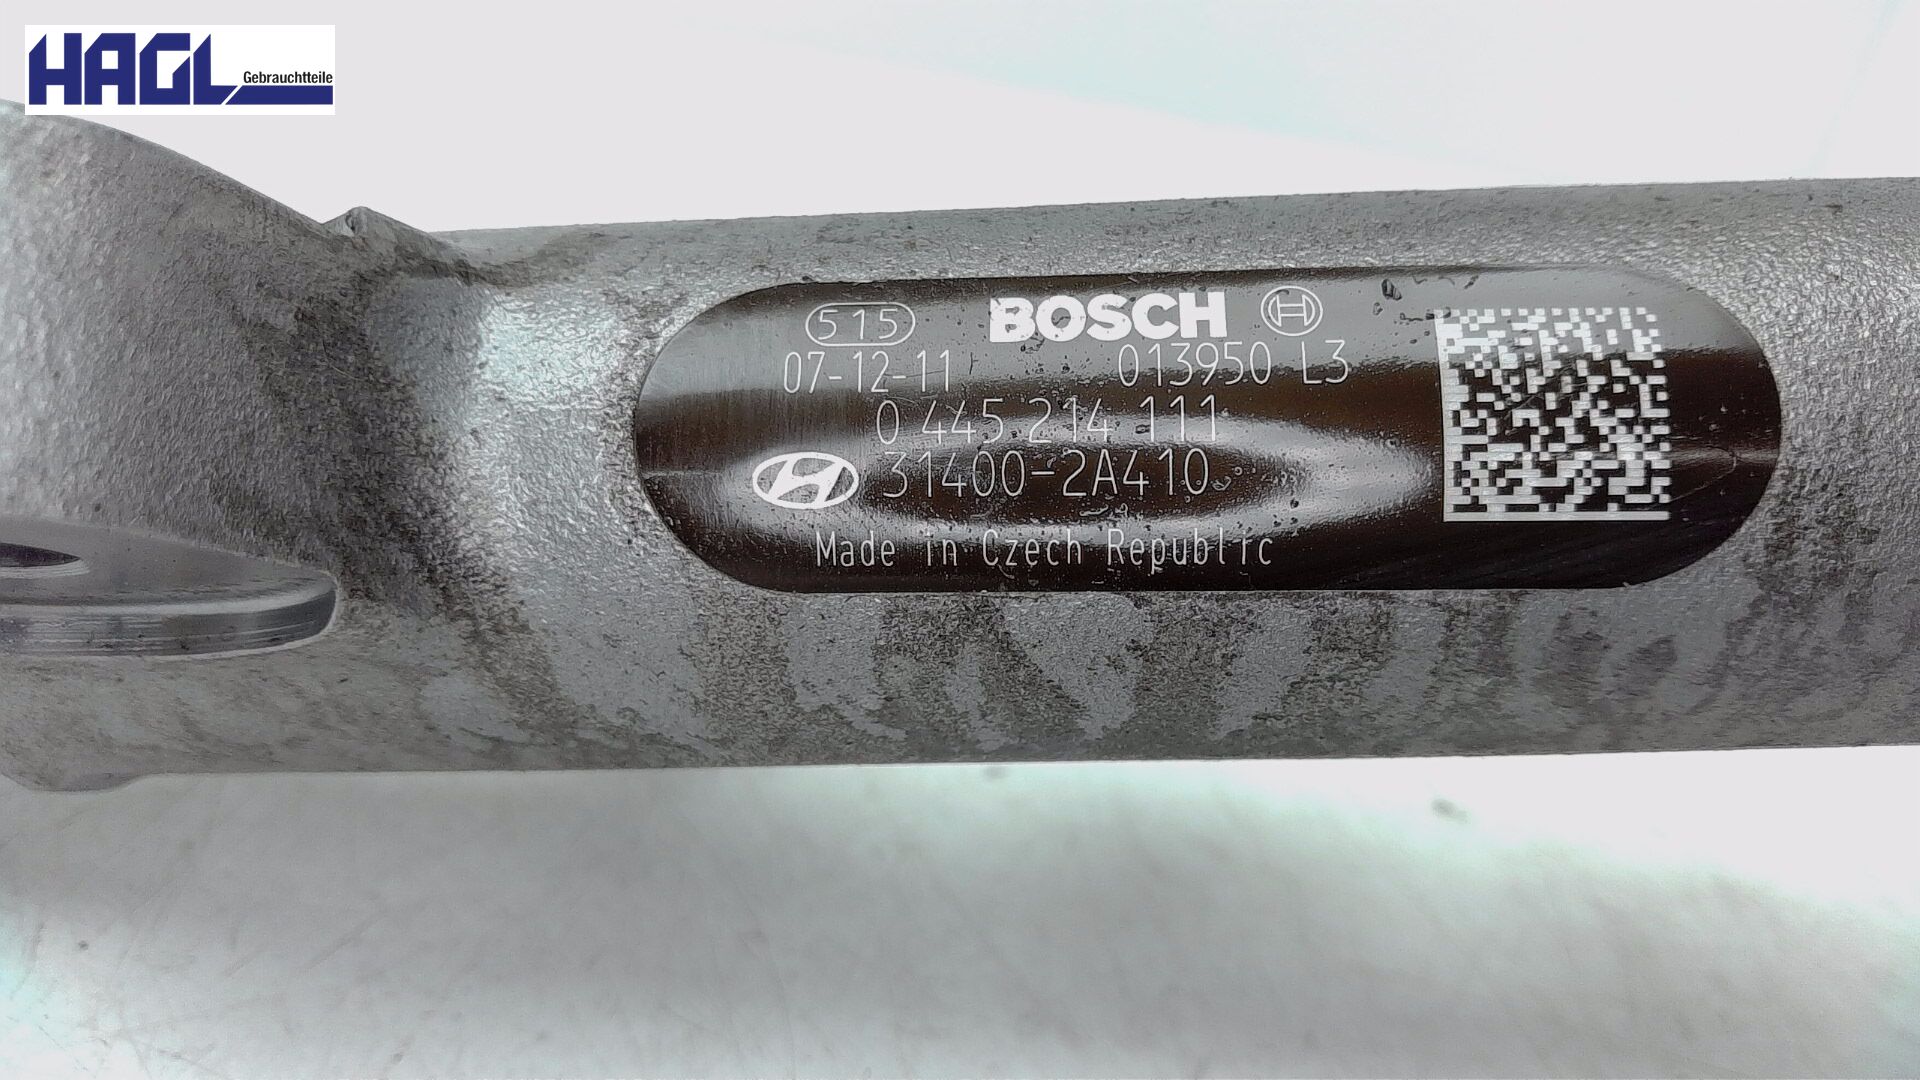 HAGL
Gebrauchtteile
515 BOSCH
07-12-11 013950 L3
0 445 214 111
31400-2A410
Made in Czech Republic